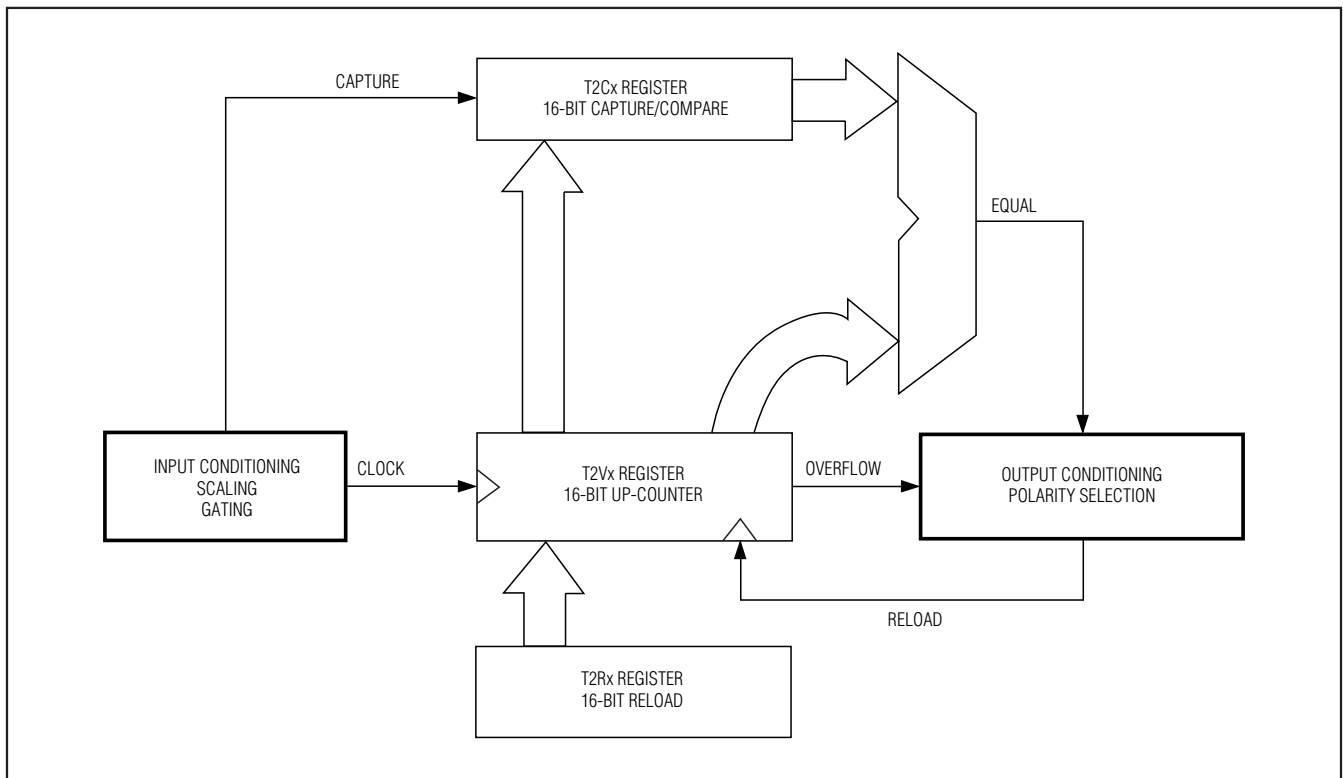 CAPTURE
T2Cx REGISTER
16-BIT CAPTURE/COMPARE
EQUAL
INPUT CONDITIONING
SCALING
GATING
CLOCK
T2Vx REGISTER
16-BIT UP-COUNTER
OVERFLOW
OUTPUT CONDITIONING
POLARITY SELECTION
RELOAD
T2Rx REGISTER
16-BIT RELOAD